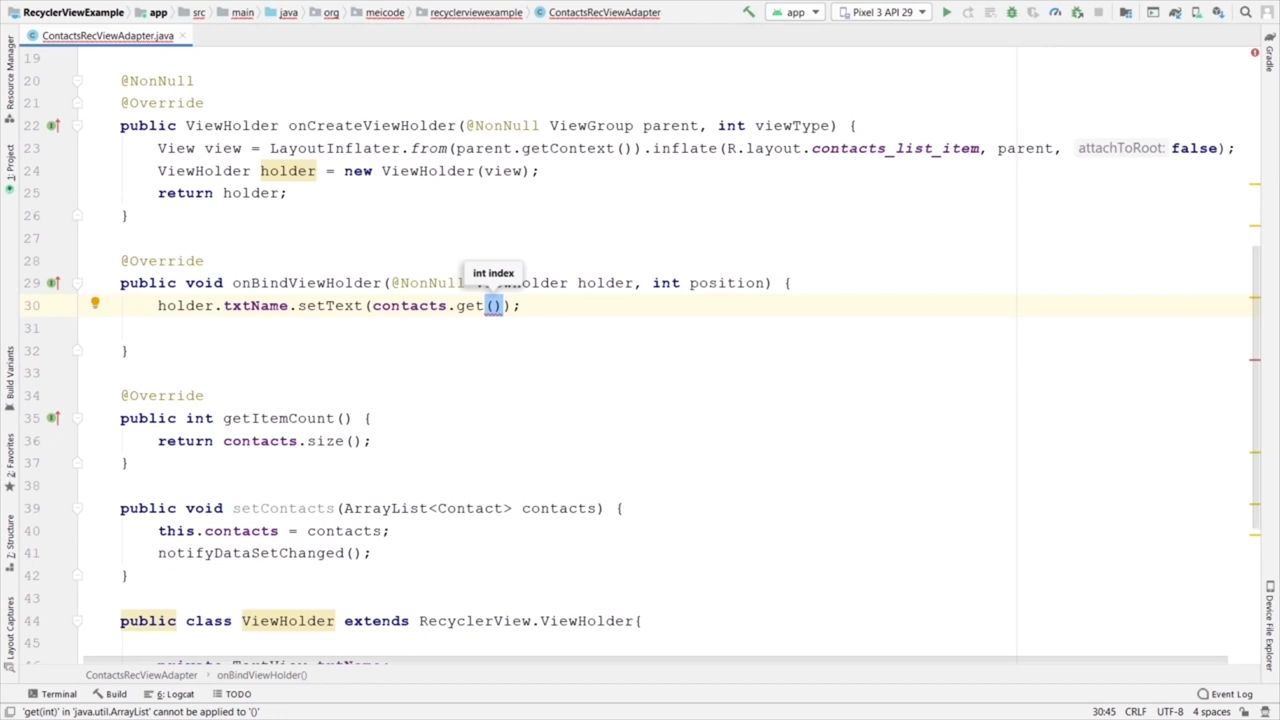 RecyclerViewExample app src main java org meicode recyclerviewexample ContactsRecViewAdapter app Pixel 3 API 29
ContactsRecViewAdapter.java
19
20 @NonNull
21 @Override
22 public ViewHolder onCreateViewHolder(@NonNull ViewGroup parent, int viewType) {
23 View view = LayoutInflater.from(parent.getContext()).inflate(R.layout.contacts_list_item, parent, attachToRoot: false);
24 ViewHolder holder = new ViewHolder(view);
25 return holder;
26 }
27
28 @Override
int index
29 public void onBindViewHolder(@NonNull holder, int position) {
30 holder.txtName.setText(contacts.get());
31
32 }
33
34 @Override
35 public int getItemCount() {
36 return contacts.size();
37 }
38
39 public void setContacts(ArrayList<Contact> contacts) {
40 this.contacts = contacts;
41 notifyDataSetChanged();
42 }
43
44 public class ViewHolder extends RecyclerView.ViewHolder{
45
Resource Manager
1: Project
Build Variants
2: Favorites
7: Structure
Layout Captures
Gradle
Device File Explorer
ContactsRecViewAdapter onBindViewHolder()
Terminal Build 6: Logcat TODO Event Log
'get(int)' in 'java.util.ArrayList' cannot be applied to '()' 30:45 CRLF UTF-8 4 spaces